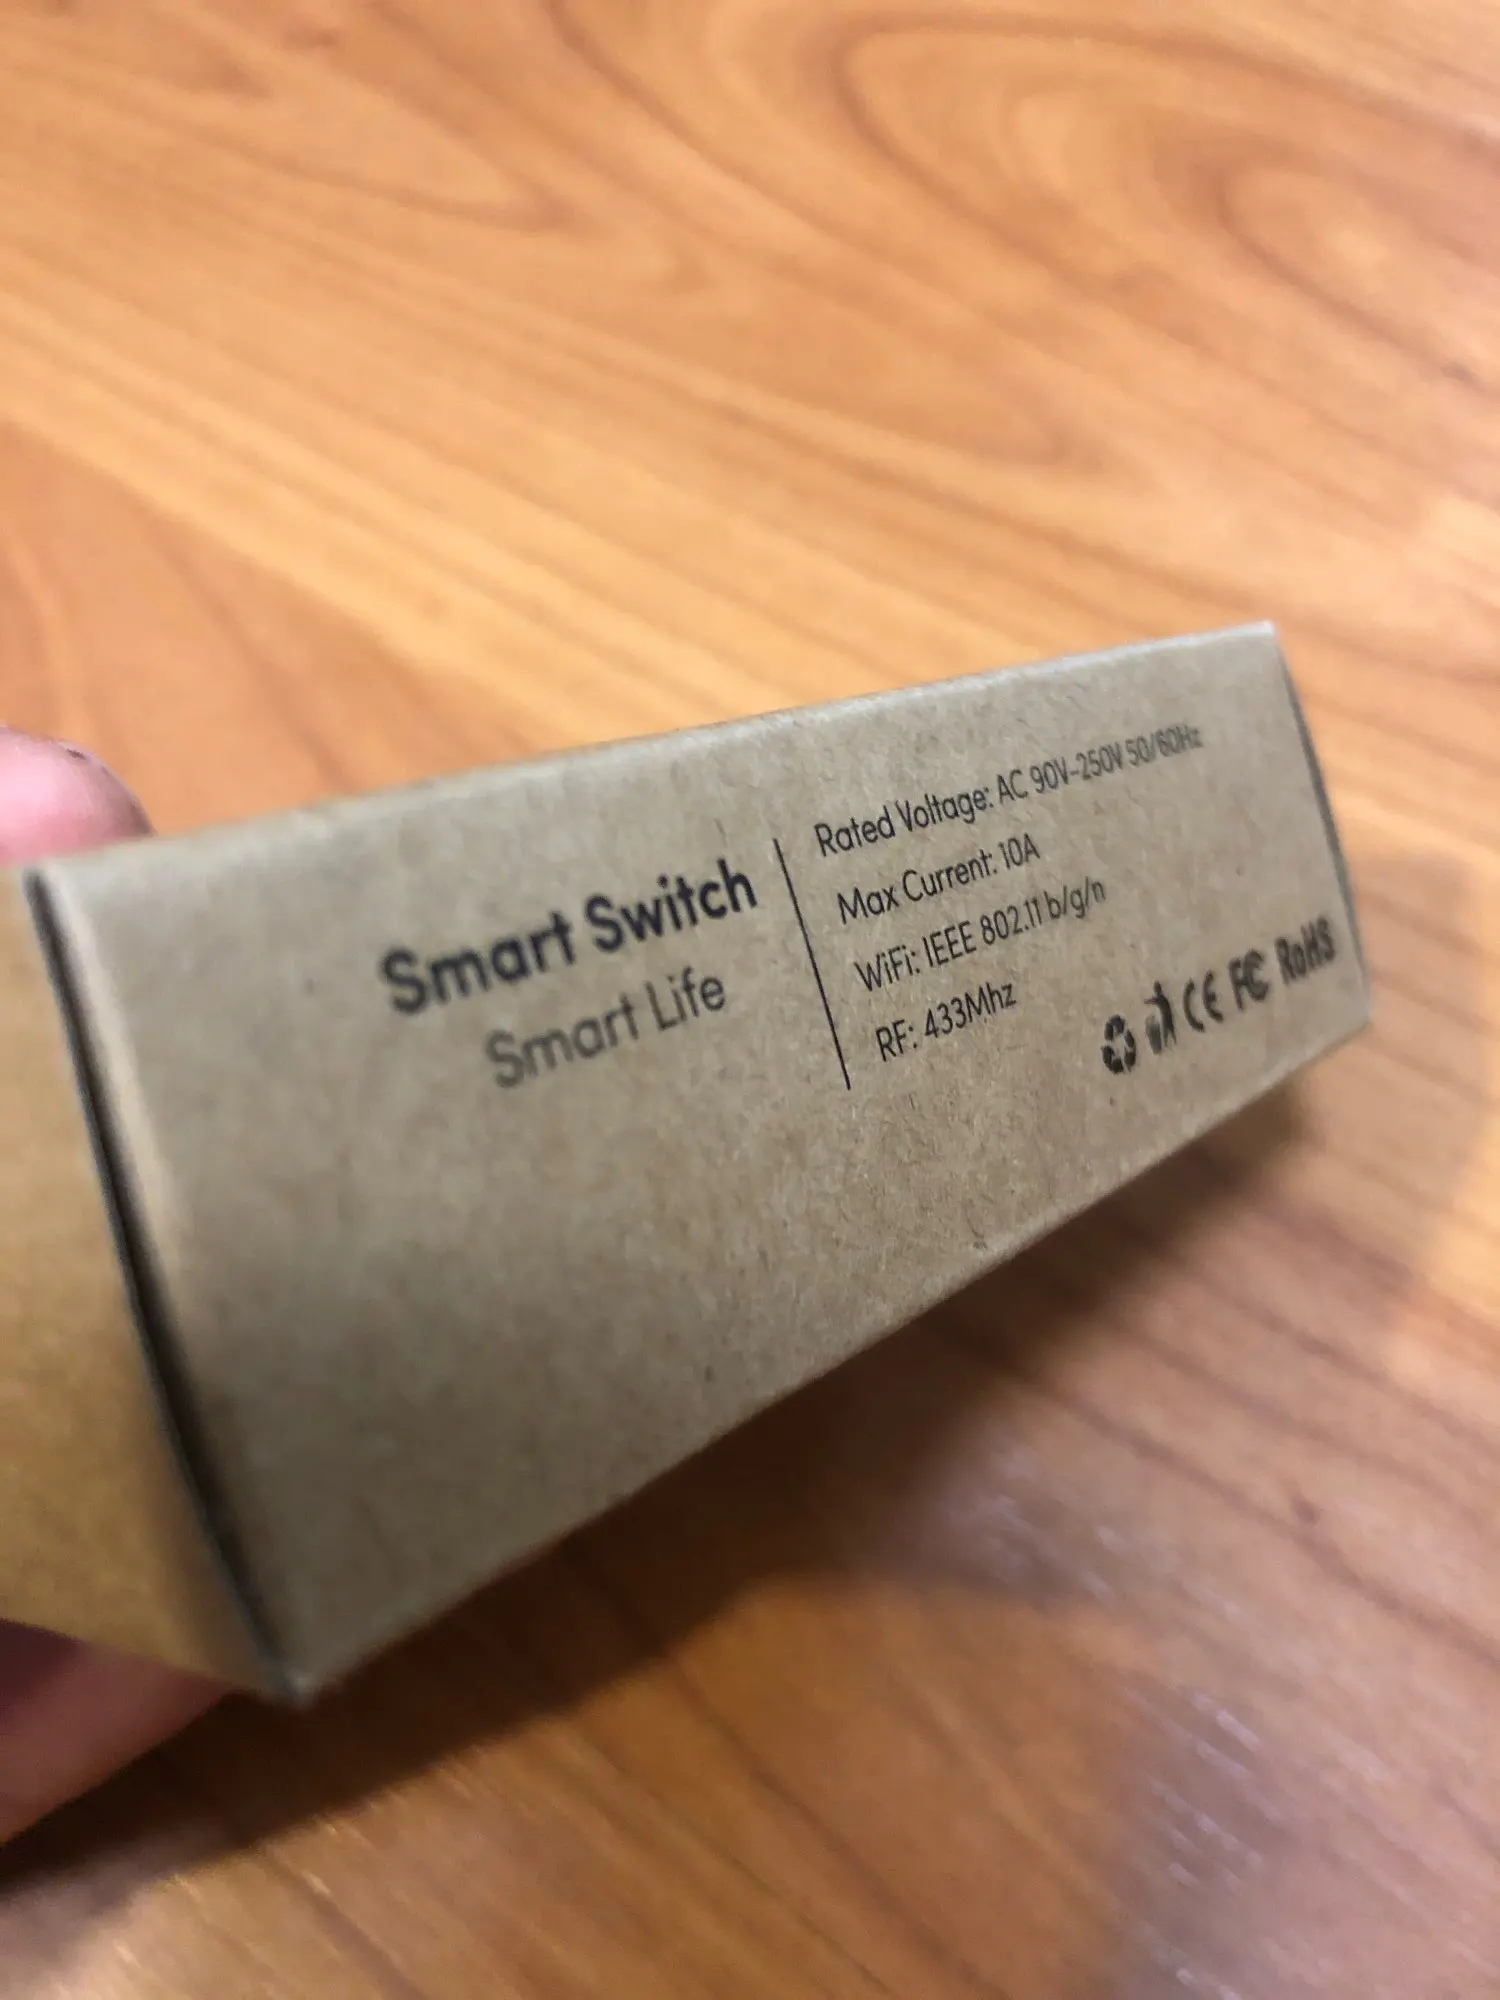 Smart Switch
Smart Life
Rated Voltage: AC 90V-250V 50/60Hz
Max Current: 10A
WiFi: IEEE 802.11 b/g/n
RF: 433Mhz
CE FC RoHS